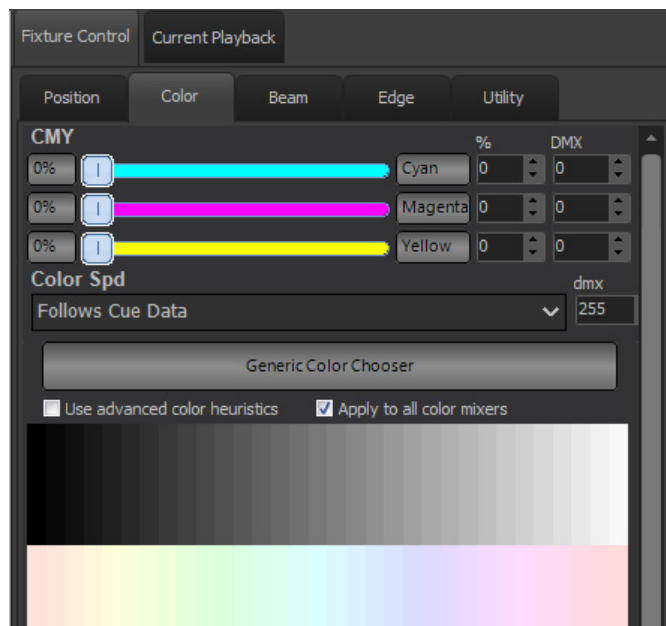 Fixture Control Current Playback
Position Color Beam Edge Utility
CMY % DMX
0% Cyan 0 0
0% Magenta 0 0
0% Yellow 0 0
Color Spd dmx
Follows Cue Data 255
Generic Color Chooser
Use advanced color heuristics Apply to all color mixers